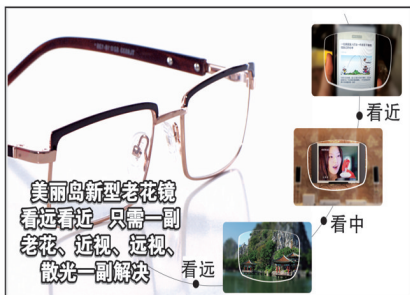 看近
看中
美丽岛新型老花镜
看远看近 只需一副
老花、近视、远视、
散光一副解决
看远